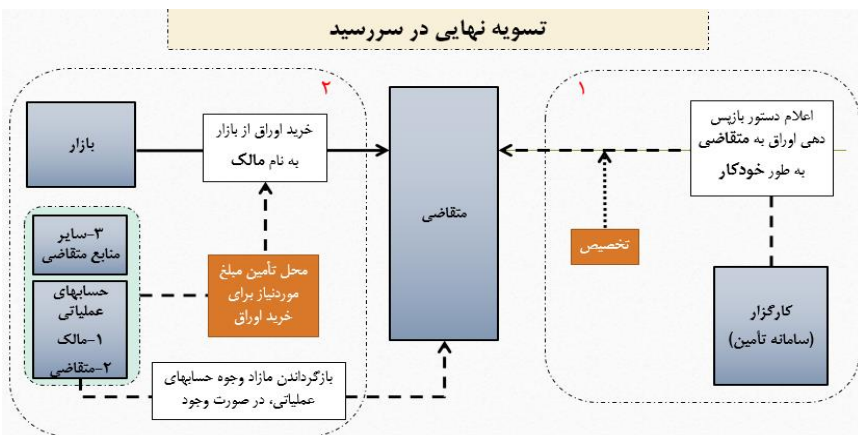 تسویه نهایی در سررسید
۱
اعلام دستور بازپس
دهی اوراق به متقاضی
به طور خودکار
تخصیص
کارگزار
(سامانه تأمین)
متقاضی
۲
خرید اوراق از بازار
به نام مالک
بازار
۳-سایر
منابع متقاضی
حسابهای
عملیاتی
۱-مالک
۲-متقاضی
محل تأمین مبلغ
موردنیاز برای
خرید اوراق
بازگرداندن مازاد وجوه حسابهای
عملیاتی، در صورت وجود